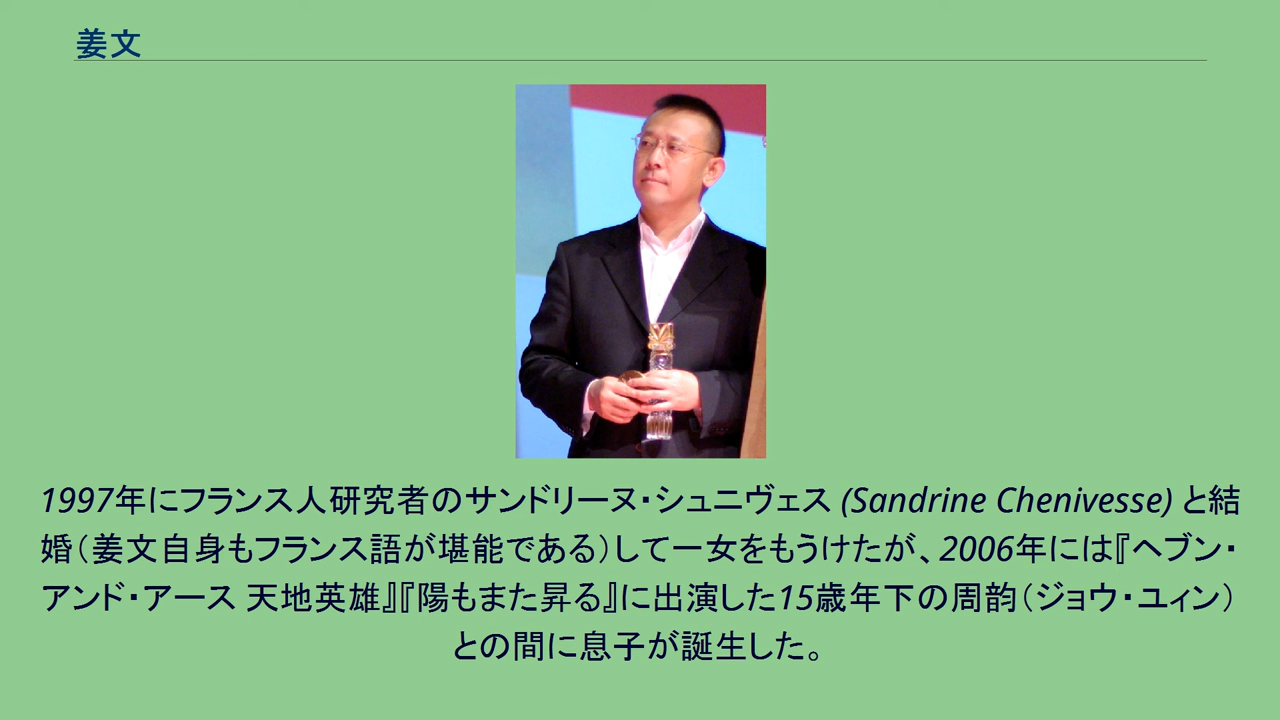 姜文
1997年にフランス人研究者のサンドリーヌ・シュニヴェス (Sandrine Chenivesse) と結
婚（姜文自身もフランス語が堪能である）して一女をもうけたが、2006年には『ヘブン・
アンド・アース 天地英雄』『陽もまた昇る』に出演した15歳年下の周韵（ジョウ・ユィン）
との間に息子が誕生した。